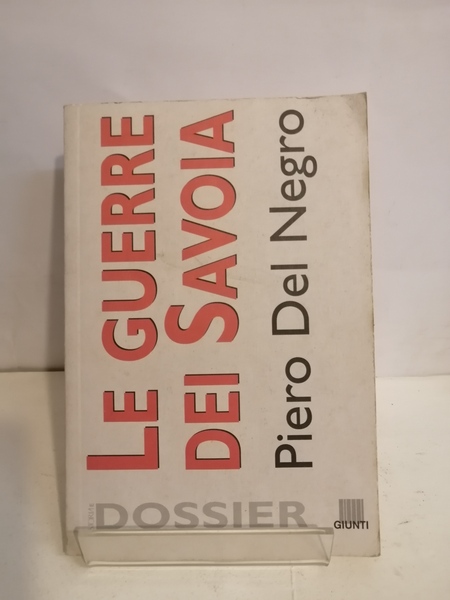 LE GUERRE
DEI SAVOIA
Piero Del Negro
DOSSIER
GIUNTI